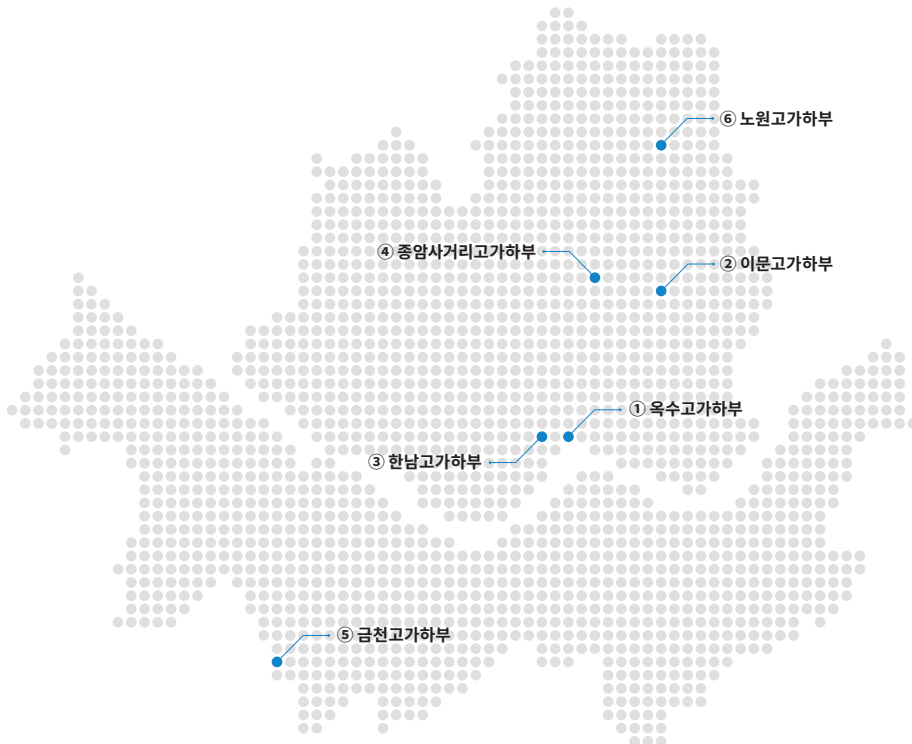 ⑥ 노원고가하부
④ 종암사거리고가하부
② 이문고가하부
① 옥수고가하부
③ 한남고가하부
⑤ 금천고가하부